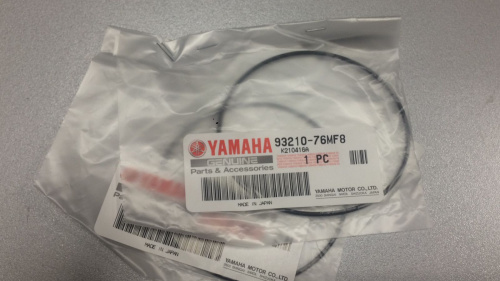 YAMAHA 93210-76MF8
K210416A
GENUINE 1 PC
Parts & Accessories
YAMAHA MOTOR CO.,LTD.
MADE IN JAPAN
MADE IN JAPAN
YAMAHA MOTOR CO.,LTD.